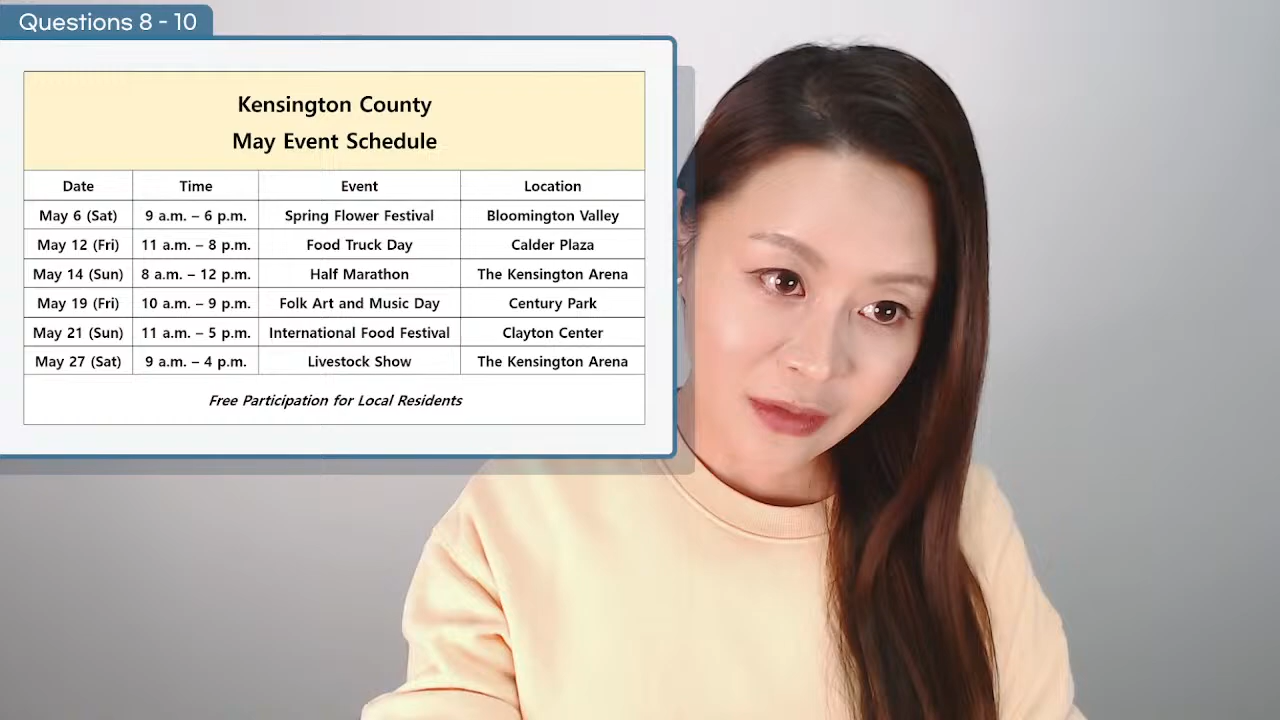 Questions 8 - 10
Kensington County
May Event Schedule
Date Time Event Location
May 6 (Sat) 9 a.m. – 6 p.m. Spring Flower Festival Bloomington Valley
May 12 (Fri) 11 a.m. – 8 p.m. Food Truck Day Calder Plaza
May 14 (Sun) 8 a.m. – 12 p.m. Half Marathon The Kensington Arena
May 19 (Fri) 10 a.m. – 9 p.m. Folk Art and Music Day Century Park
May 21 (Sun) 11 a.m. – 5 p.m. International Food Festival Clayton Center
May 27 (Sat) 9 a.m. – 4 p.m. Livestock Show The Kensington Arena
Free Participation for Local Residents